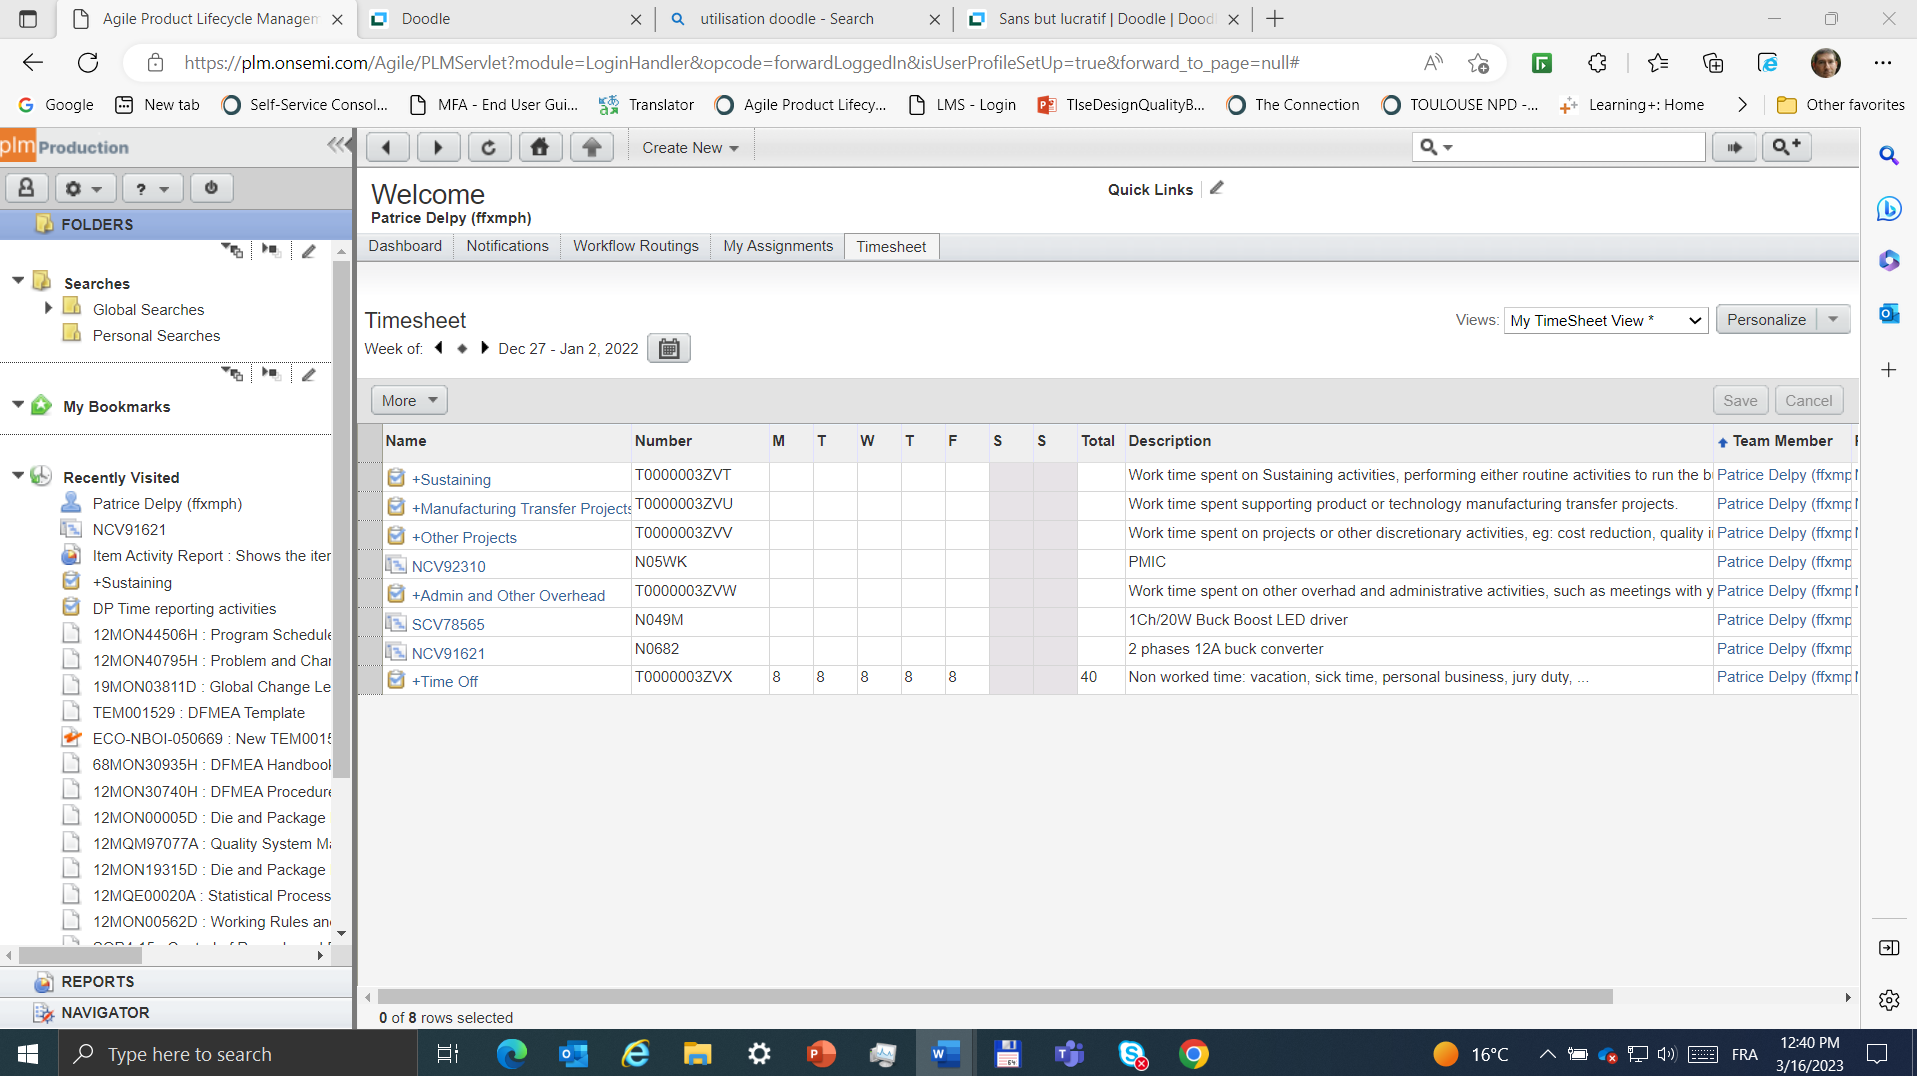 Agile Product Lifecycle Managem
Doodle
utilisation doodle - Search
Sans but lucratif | Doodle | Dood
https://plm.onsemi.com/Agile/PLMServlet?module=LoginHandler&opcode=forwardLoggedIn&isUserProfileSetUp=true&forward_to_page=null#
Google
New tab
Self-Service Consol...
MFA - End User Gui...
Translator
Agile Product Lifecy...
LMS - Login
TlseDesignQualityB...
The Connection
TOULOUSE NPD -...
Learning+: Home
Other favorites
plm Production
Create New
FOLDERS
Searches
Global Searches
Personal Searches
My Bookmarks
Recently Visited
Patrice Delpy (ffxmph)
NCV91621
Item Activity Report : Shows the iter
+Sustaining
DP Time reporting activities
12MON44506H : Program Schedule
12MON40795H : Problem and Char
19MON03811D : Global Change Le
TEM001529 : DFMEA Template
ECO-NBOI-050669 : New TEM0015
68MON30935H : DFMEA Handbook
12MON30740H : DFMEA Procedure
12MON00005D : Die and Package
12MQM97077A : Quality System Ma
12MON19315D : Die and Package
12MQE00020A : Statistical Process
12MON00562D : Working Rules an
REPORTS
NAVIGATOR
Welcome
Patrice Delpy (ffxmph)
Quick Links
Dashboard Notifications Workflow Routings My Assignments Timesheet
Timesheet
Views: My TimeSheet View * Personalize
Week of: Dec 27 - Jan 2, 2022
More Save Cancel
Name Number M T W T F S S Total Description Team Member
+Sustaining T0000003ZVT Work time spent on Sustaining activities, performing either routine activities to run the b Patrice Delpy (ffxmp
+Manufacturing Transfer Projects T0000003ZVU Work time spent supporting product or technology manufacturing transfer projects. Patrice Delpy (ffxmp
+Other Projects T0000003ZVV Work time spent on projects or other discretionary activities, eg: cost reduction, quality i Patrice Delpy (ffxmp
NCV92310 N05WK PMIC Patrice Delpy (ffxmp
+Admin and Other Overhead T0000003ZVW Work time spent on other overhad and administrative activities, such as meetings with y Patrice Delpy (ffxmp
SCV78565 N049M 1Ch/20W Buck Boost LED driver Patrice Delpy (ffxmp
NCV91621 N0682 2 phases 12A buck converter Patrice Delpy (ffxmp
+Time Off T0000003ZVX 8 8 8 8 8 40 Non worked time: vacation, sick time, personal business, jury duty, ... Patrice Delpy (ffxmp
0 of 8 rows selected
Type here to search
16°C
FRA
12:40 PM
3/16/2023